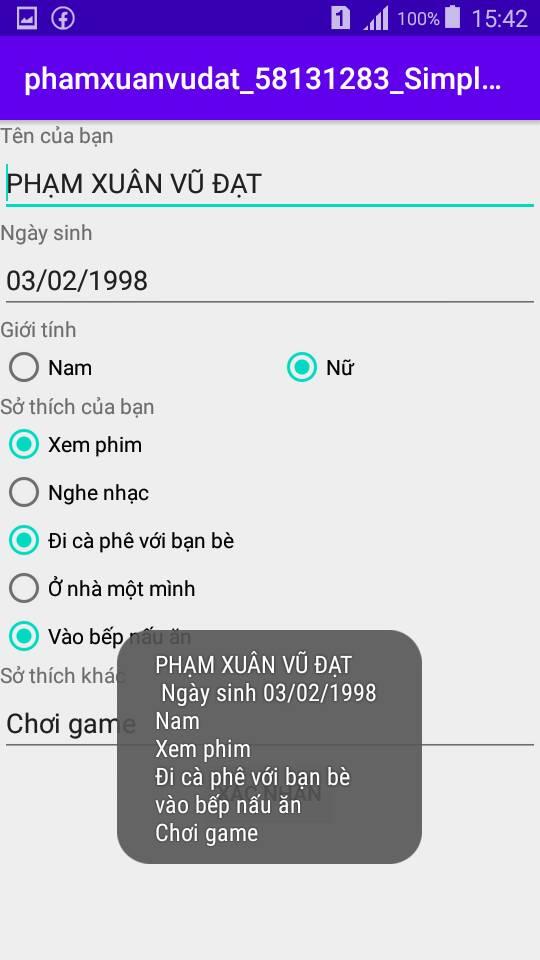 100% 15:42
phamxuanvudat_58131283_Simpl...
Tên của bạn
PHẠM XUÂN VŨ ĐẠT
Ngày sinh
03/02/1998
Giới tính
Nam Nữ
Sở thích của bạn
Xem phim
Nghe nhạc
Đi cà phê với bạn bè
Ở nhà một mình
Vào bếp nấu ăn
Sở thích khác
Chơi game
XÁC NHẬN
PHẠM XUÂN VŨ ĐẠT
Ngày sinh 03/02/1998
Nam
Xem phim
Đi cà phê với bạn bè
vào bếp nấu ăn
Chơi game